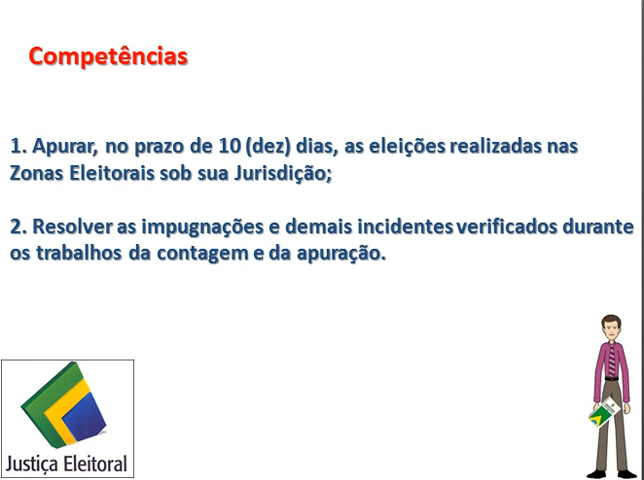 Competências
1. Apurar, no prazo de 10 (dez) dias, as eleições realizadas nas
Zonas Eleitorais sob sua Jurisdição;
2. Resolver as impugnações e demais incidentes verificados durante
os trabalhos da contagem e da apuração.
Justiça Eleitoral